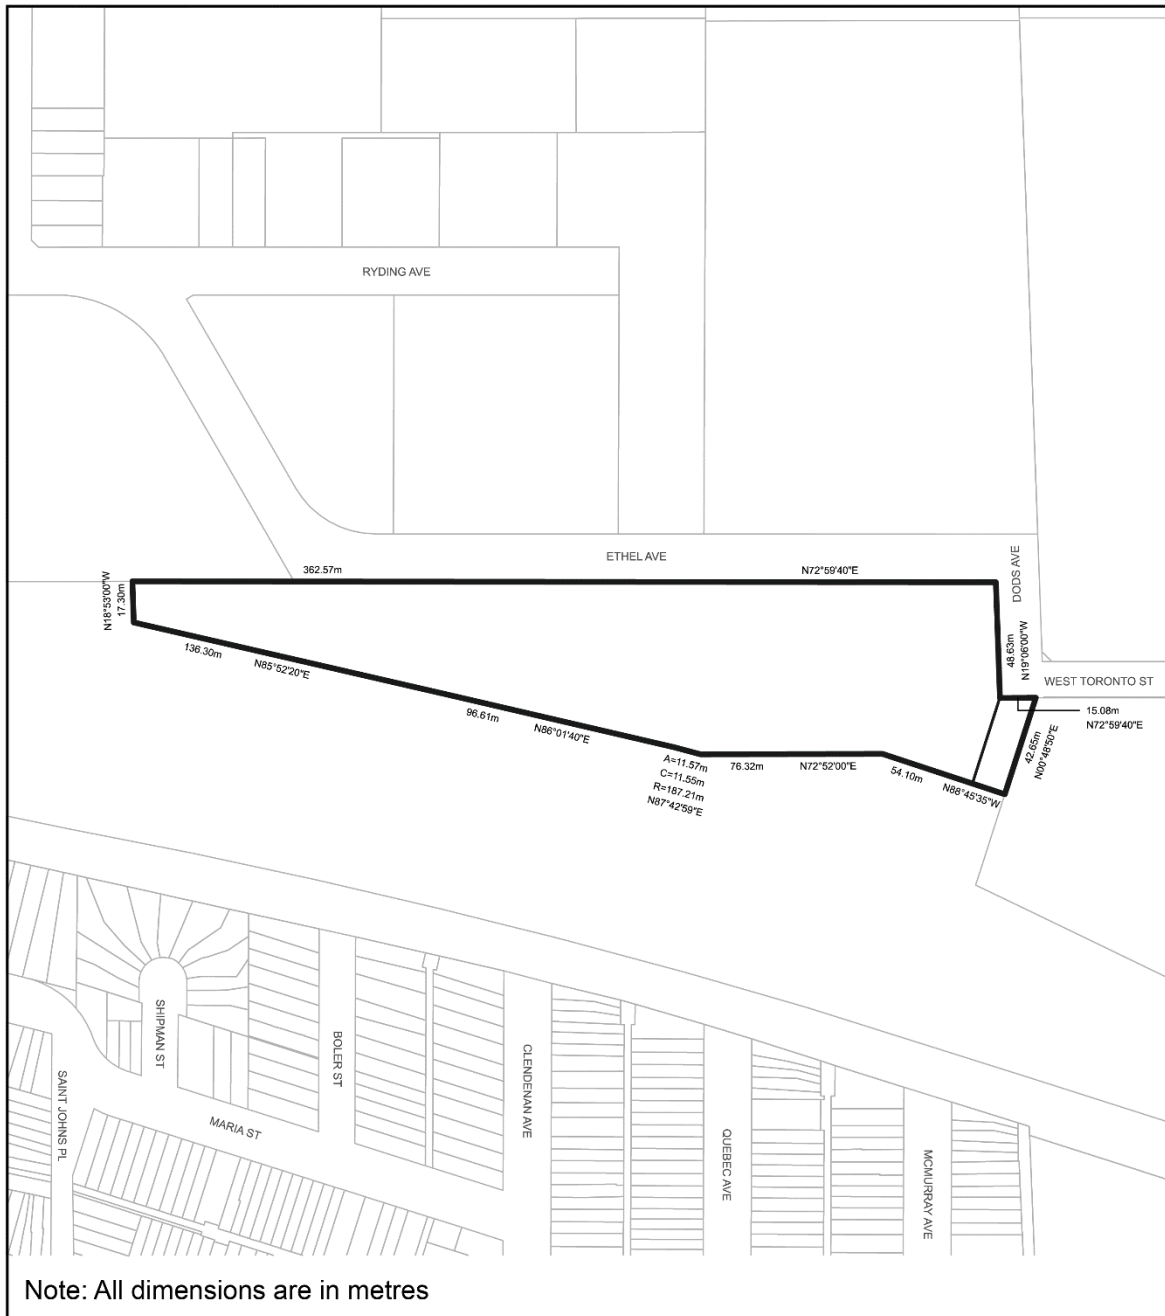 RYDING AVE
ETHEL AVE
362.57m
N72°59'40"E
DODS AVE
N18°53'00"W
17.30m
48.63m
N19°06'00"W
136.30m
N85°52'20"E
WEST TORONTO ST
96.61m
N86°01'40"E
15.08m
N72°59'40"E
A=11.57m
C=11.55m
R=187.21m
N87°42'59"E
76.32m
N72°52'00"E
54.10m
N88°45'35"W
42.65m
N00°48'50"E
SHIPMAN ST
BOLER ST
CLENDENAN AVE
SAINT JOHNS PL
MARIA ST
QUEBEC AVE
MCMURRAY AVE
Note: All dimensions are in metres